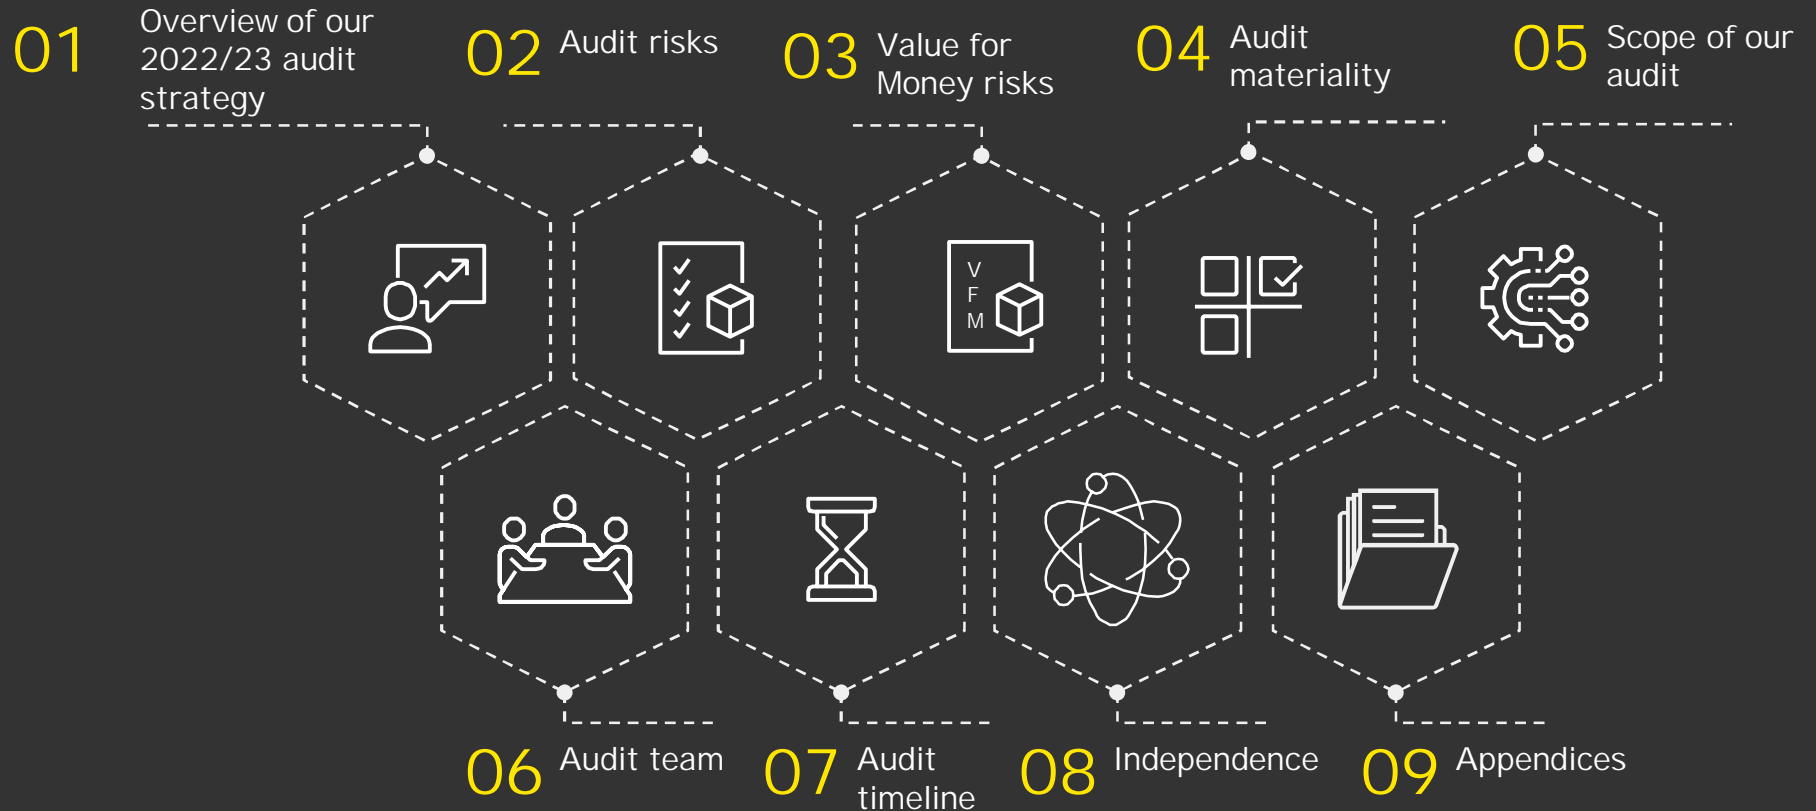 01
Overview of our
2022/23 audit
strategy
02
Audit risks
03
Value for
Money risks
04
Audit
materiality
05
Scope of our
audit
V
F
M
06
Audit team
07
Audit
timeline
08
Independence
09
Appendices